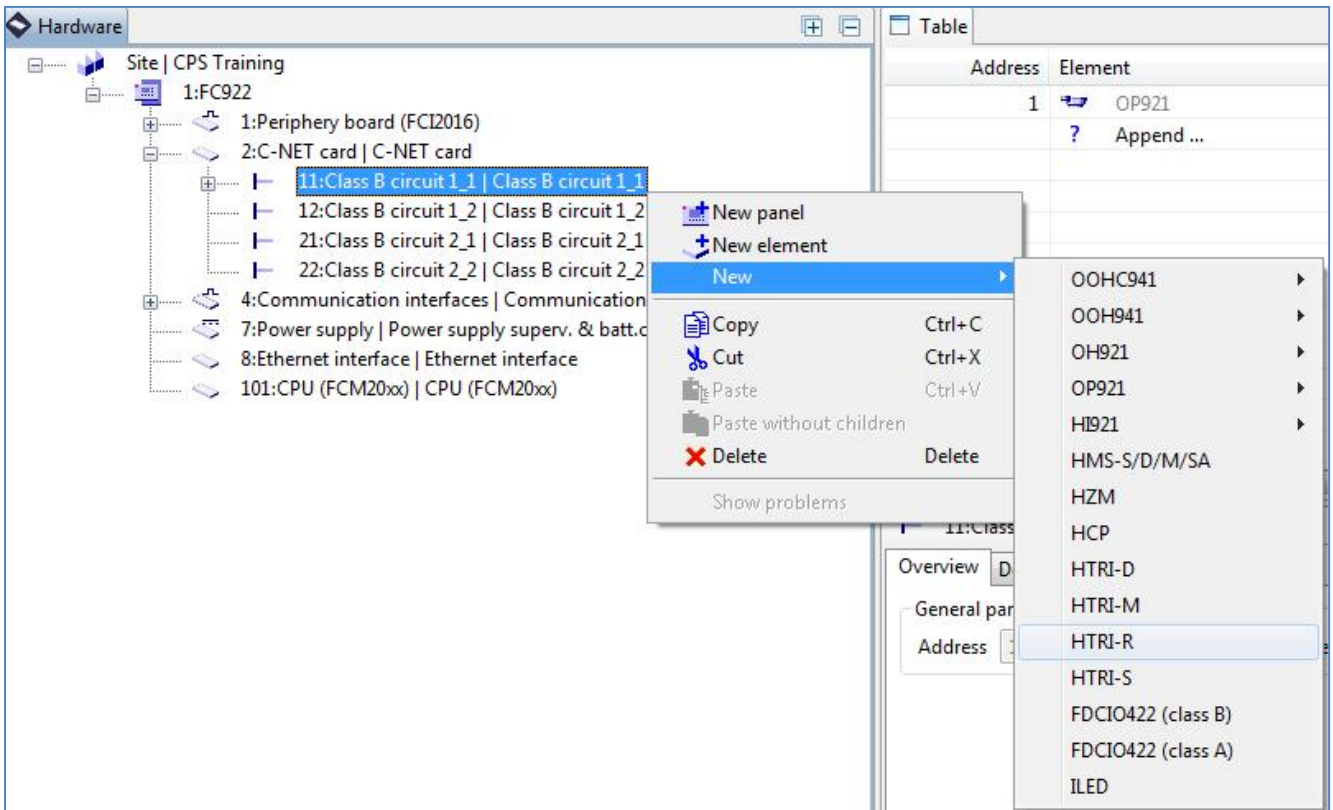 Hardware
Site | CPS Training
1:FC922
1:Periphery board (FCI2016)
2:C-NET card | C-NET card
11:Class B circuit 1_1 | Class B circuit 1_1
12:Class B circuit 1_2 | Class B circuit 1_2
21:Class B circuit 2_1 | Class B circuit 2_1
22:Class B circuit 2_2 | Class B circuit 2_2
4:Communication interfaces | Communication
7:Power supply | Power supply superv. & batt.c
8:Ethernet interface | Ethernet interface
101:CPU (FCM20xx) | CPU (FCM20xx)
Table
Address Element
1 OP921
? Append ...
New panel
New element
New
Copy Ctrl+C
Cut Ctrl+X
Paste Ctrl+V
Paste without children
Delete Delete
Show problems
OOHC941
OOH941
OH921
OP921
HI921
HMS-S/D/M/SA
HZM
HCP
HTRI-D
HTRI-M
HTRI-R
HTRI-S
FDCIO422 (class B)
FDCIO422 (class A)
ILED
11:Class
Overview D
General par
Address